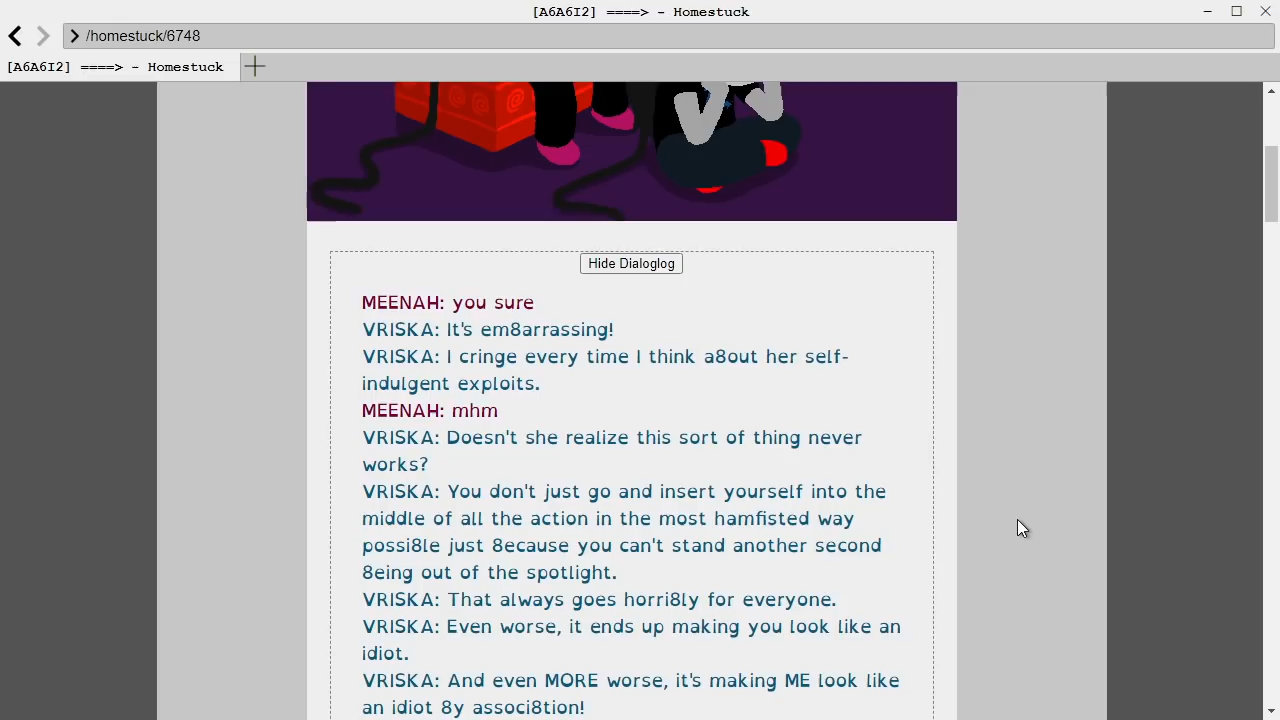 [A6A6I2] ====> - Homestuck
/homestuck/6748
[A6A6I2] ====> - Homestuck
Hide Dialoglog
MEENAH: you sure
VRISKA: It's em8arrassing!
VRISKA: I cringe every time I think a8out her self-
indulgent exploits.
MEENAH: mhm
VRISKA: Doesn't she realize this sort of thing never
works?
VRISKA: You don't just go and insert yourself into the
middle of all the action in the most hamfisted way
possi8le just 8ecause you can't stand another second
8eing out of the spotlight.
VRISKA: That always goes horri8ly for everyone.
VRISKA: Even worse, it ends up making you look like an
idiot.
VRISKA: And even MORE worse, it's making ME look like
an idiot 8y associ8tion!